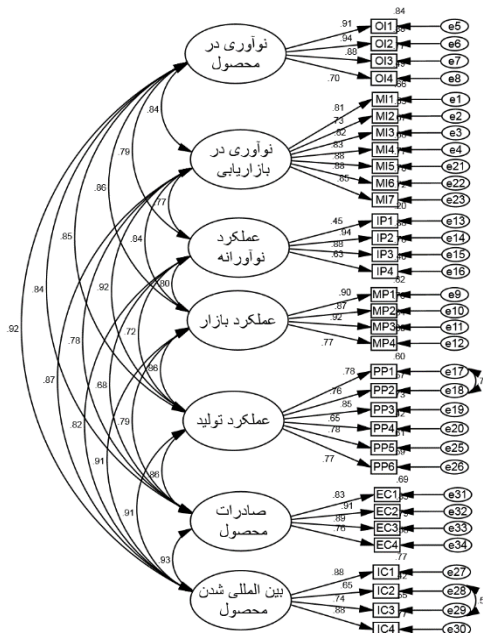 نوآوری در
محصول
.91
.94
.88
.70
.84
OI1
OI2
OI3
OI4
e5
e6
e7
e8
.84
نوآوری در
بازاریابی
.81
.73
.82
.83
.88
.88
.85
MI1
MI2
MI3
MI4
MI5
MI6
MI7
e1
e2
e3
e4
e21
e22
e23
.79
.77
.86
عملکرد
نوآورانه
.45
.94
.88
.63
IP1
IP2
IP3
IP4
e13
e14
e15
e16
.85
.84
.80
عملکرد بازار
.90
.87
.92
.77
.62
MP1
MP2
MP3
MP4
e9
e10
e11
e12
.84
.92
.72
.86
.92
.78
.68
عملکرد تولید
.78
.76
.85
.65
.78
.77
.60
PP1
PP2
PP3
PP4
PP5
PP6
e17
e18
e19
e20
e25
e26
.87
.82
.79
.91
.86
صادرات
محصول
.83
.91
.89
.76
.69
EC1
EC2
EC3
EC4
e31
e32
e33
e34
.91
.93
بین المللی شدن
محصول
.88
.65
.74
.88
.77
IC1
IC2
IC3
IC4
e27
e28
e29
e30